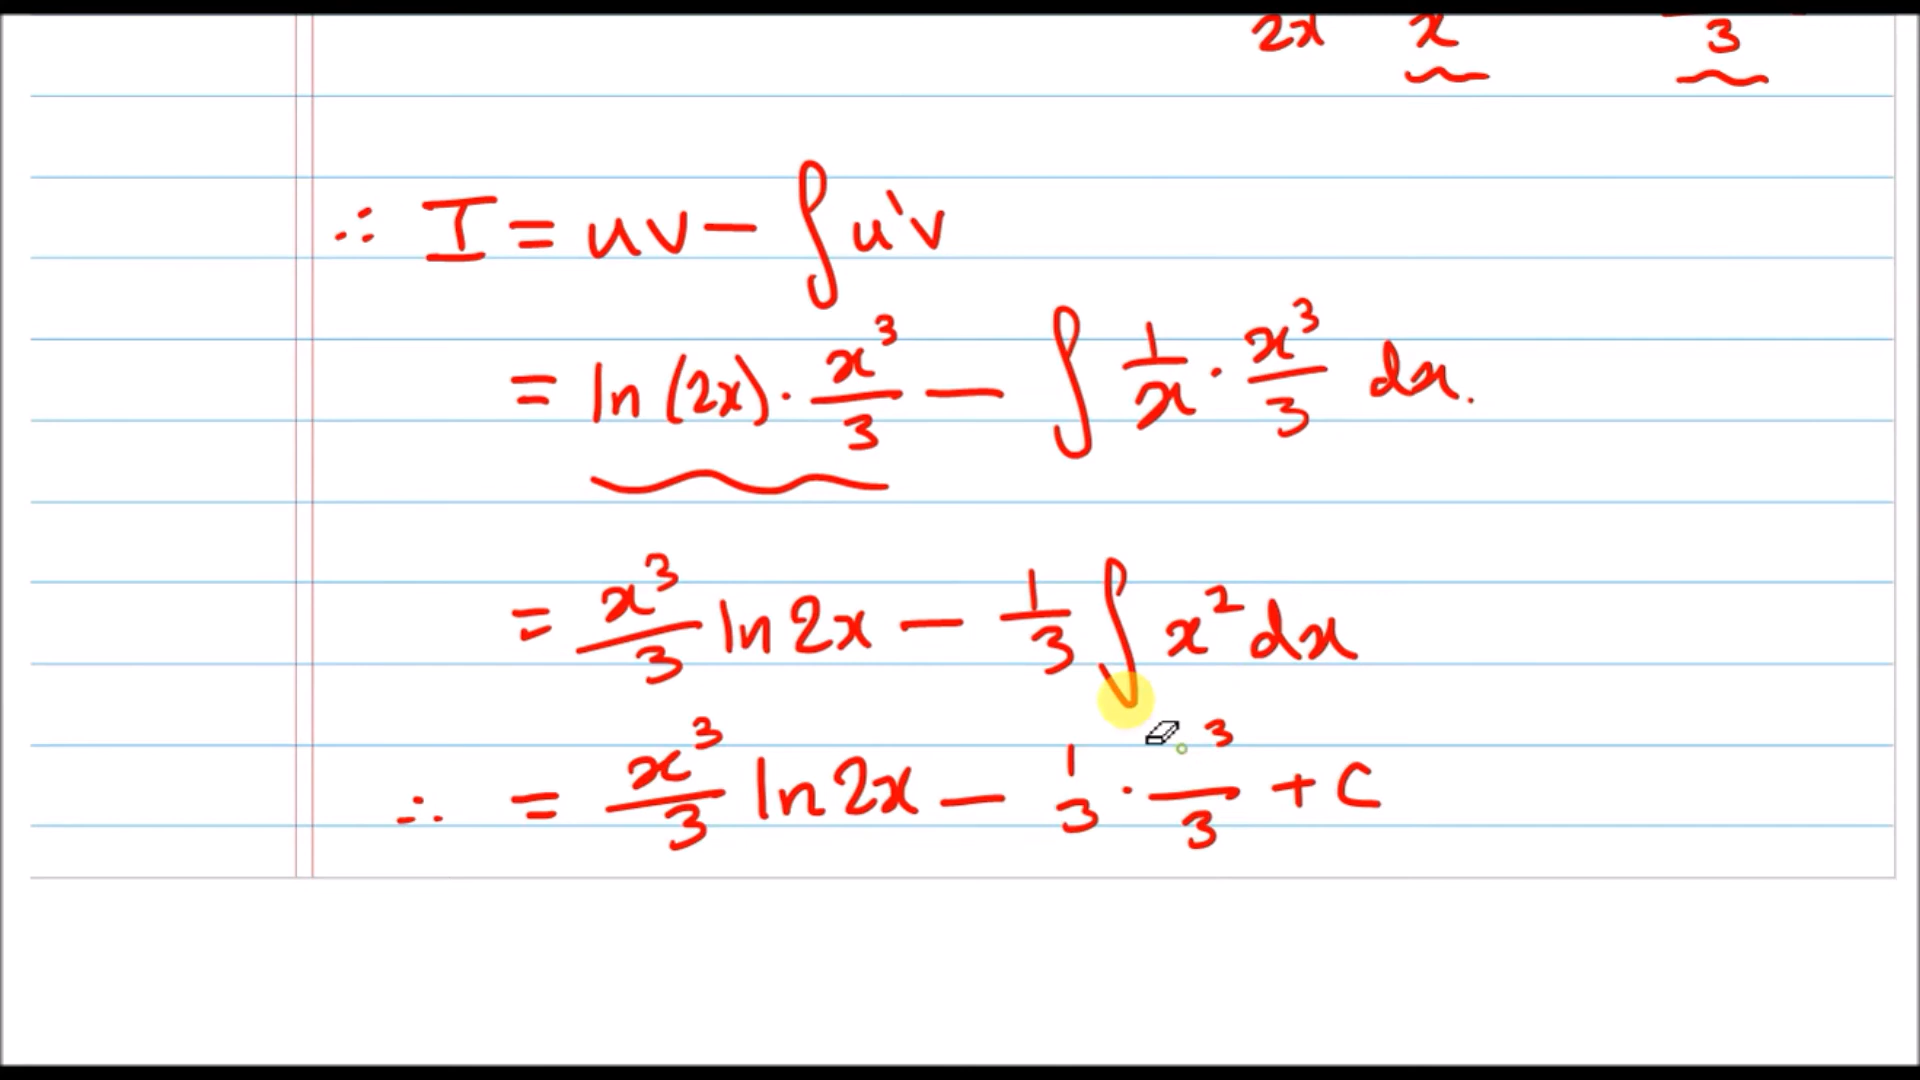 2x x 3
∴ I = uv − ∫ u'v
= ln (2x) · x³/3 − ∫ 1/x · x³/3 dx.
= x³/3 ln 2x − 1/3 ∫ x² dx
∴ = x³/3 ln 2x − 1/3 · ³/3 + C